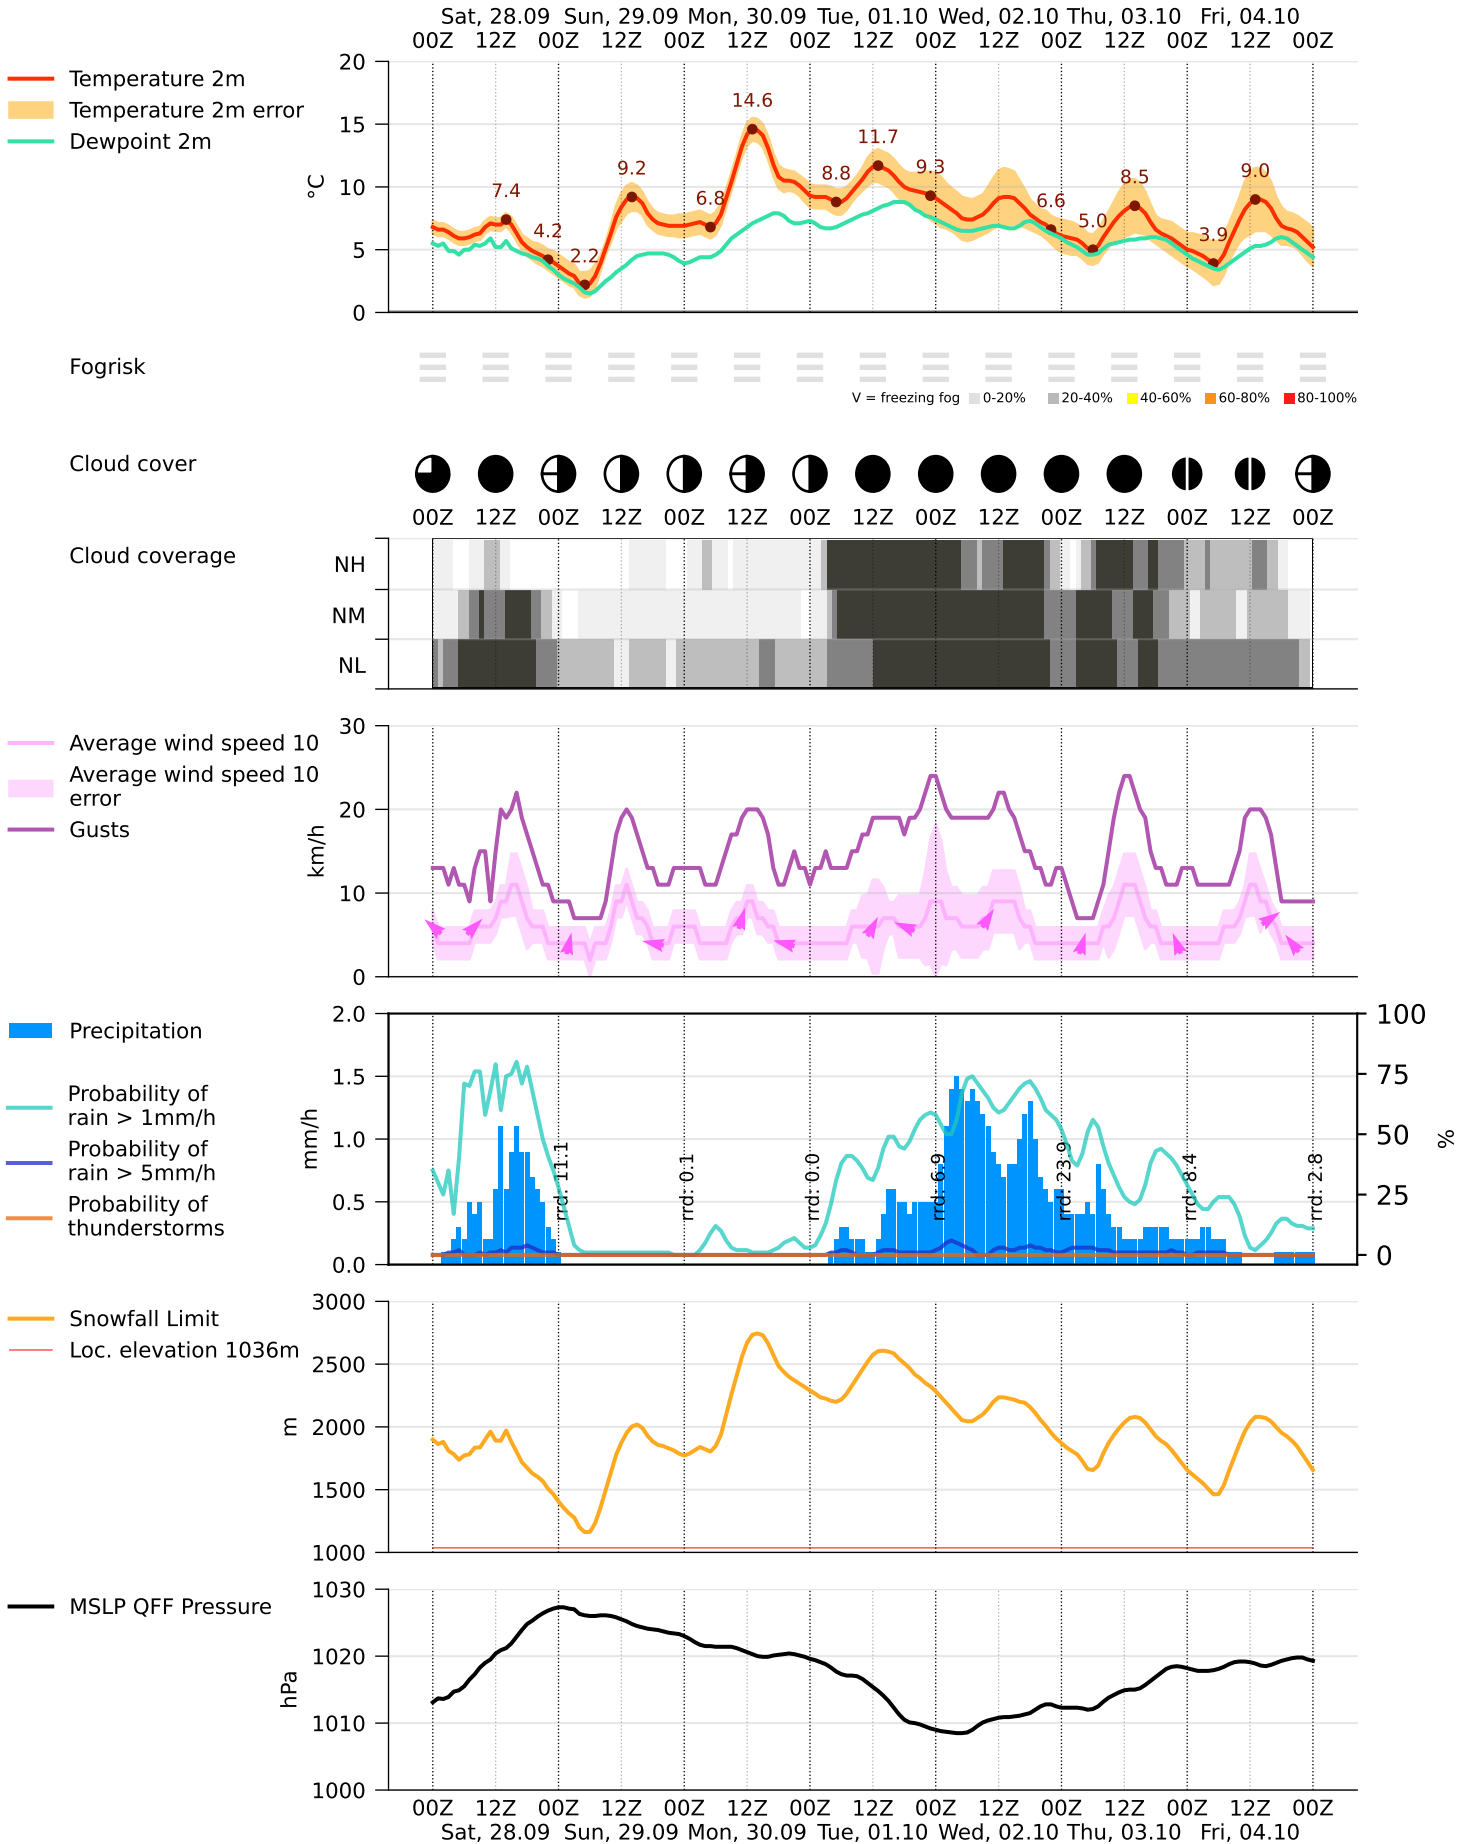 Sat, 28.09 Sun, 29.09 Mon, 30.09 Tue, 01.10 Wed, 02.10 Thu, 03.10 Fri, 04.10
00Z 12Z 00Z 12Z 00Z 12Z 00Z 12Z 00Z 12Z 00Z 12Z 00Z 12Z 00Z
Temperature 2m
Temperature 2m error
Dewpoint 2m
°C
20
15
10
5
0
7.4
4.2
2.2
9.2
6.8
14.6
8.8
11.7
9.3
6.6
5.0
8.5
3.9
9.0
Fogrisk
V = freezing fog 0-20% 20-40% 40-60% 60-80% 80-100%
Cloud cover
00Z 12Z 00Z 12Z 00Z 12Z 00Z 12Z 00Z 12Z 00Z 12Z 00Z 12Z 00Z
Cloud coverage
NH
NM
NL
Average wind speed 10
Average wind speed 10
error
Gusts
km/h
30
20
10
0
Precipitation
Probability of
rain > 1mm/h
Probability of
rain > 5mm/h
Probability of
thunderstorms
mm/h
2.0
1.5
1.0
0.5
0.0
rrd: 11.1
rrd: 0.1
rrd: 0.0
rrd: 6.9
rrd: 23.9
rrd: 8.4
rrd: 2.8
100
75
50
25
0
%
Snowfall Limit
Loc. elevation 1036m
m
3000
2500
2000
1500
1000
MSLP QFF Pressure
hPa
1030
1020
1010
1000
00Z 12Z 00Z 12Z 00Z 12Z 00Z 12Z 00Z 12Z 00Z 12Z 00Z 12Z 00Z
Sat, 28.09 Sun, 29.09 Mon, 30.09 Tue, 01.10 Wed, 02.10 Thu, 03.10 Fri, 04.10